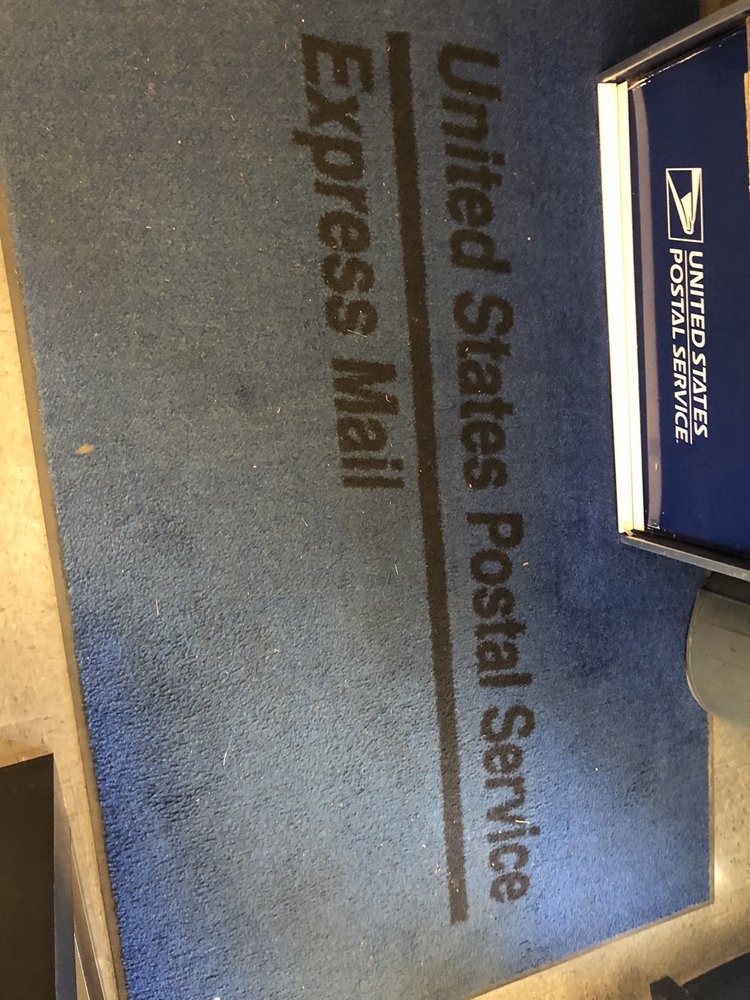 United States Postal Service
Express Mail
UNITED STATES
POSTAL SERVICE.